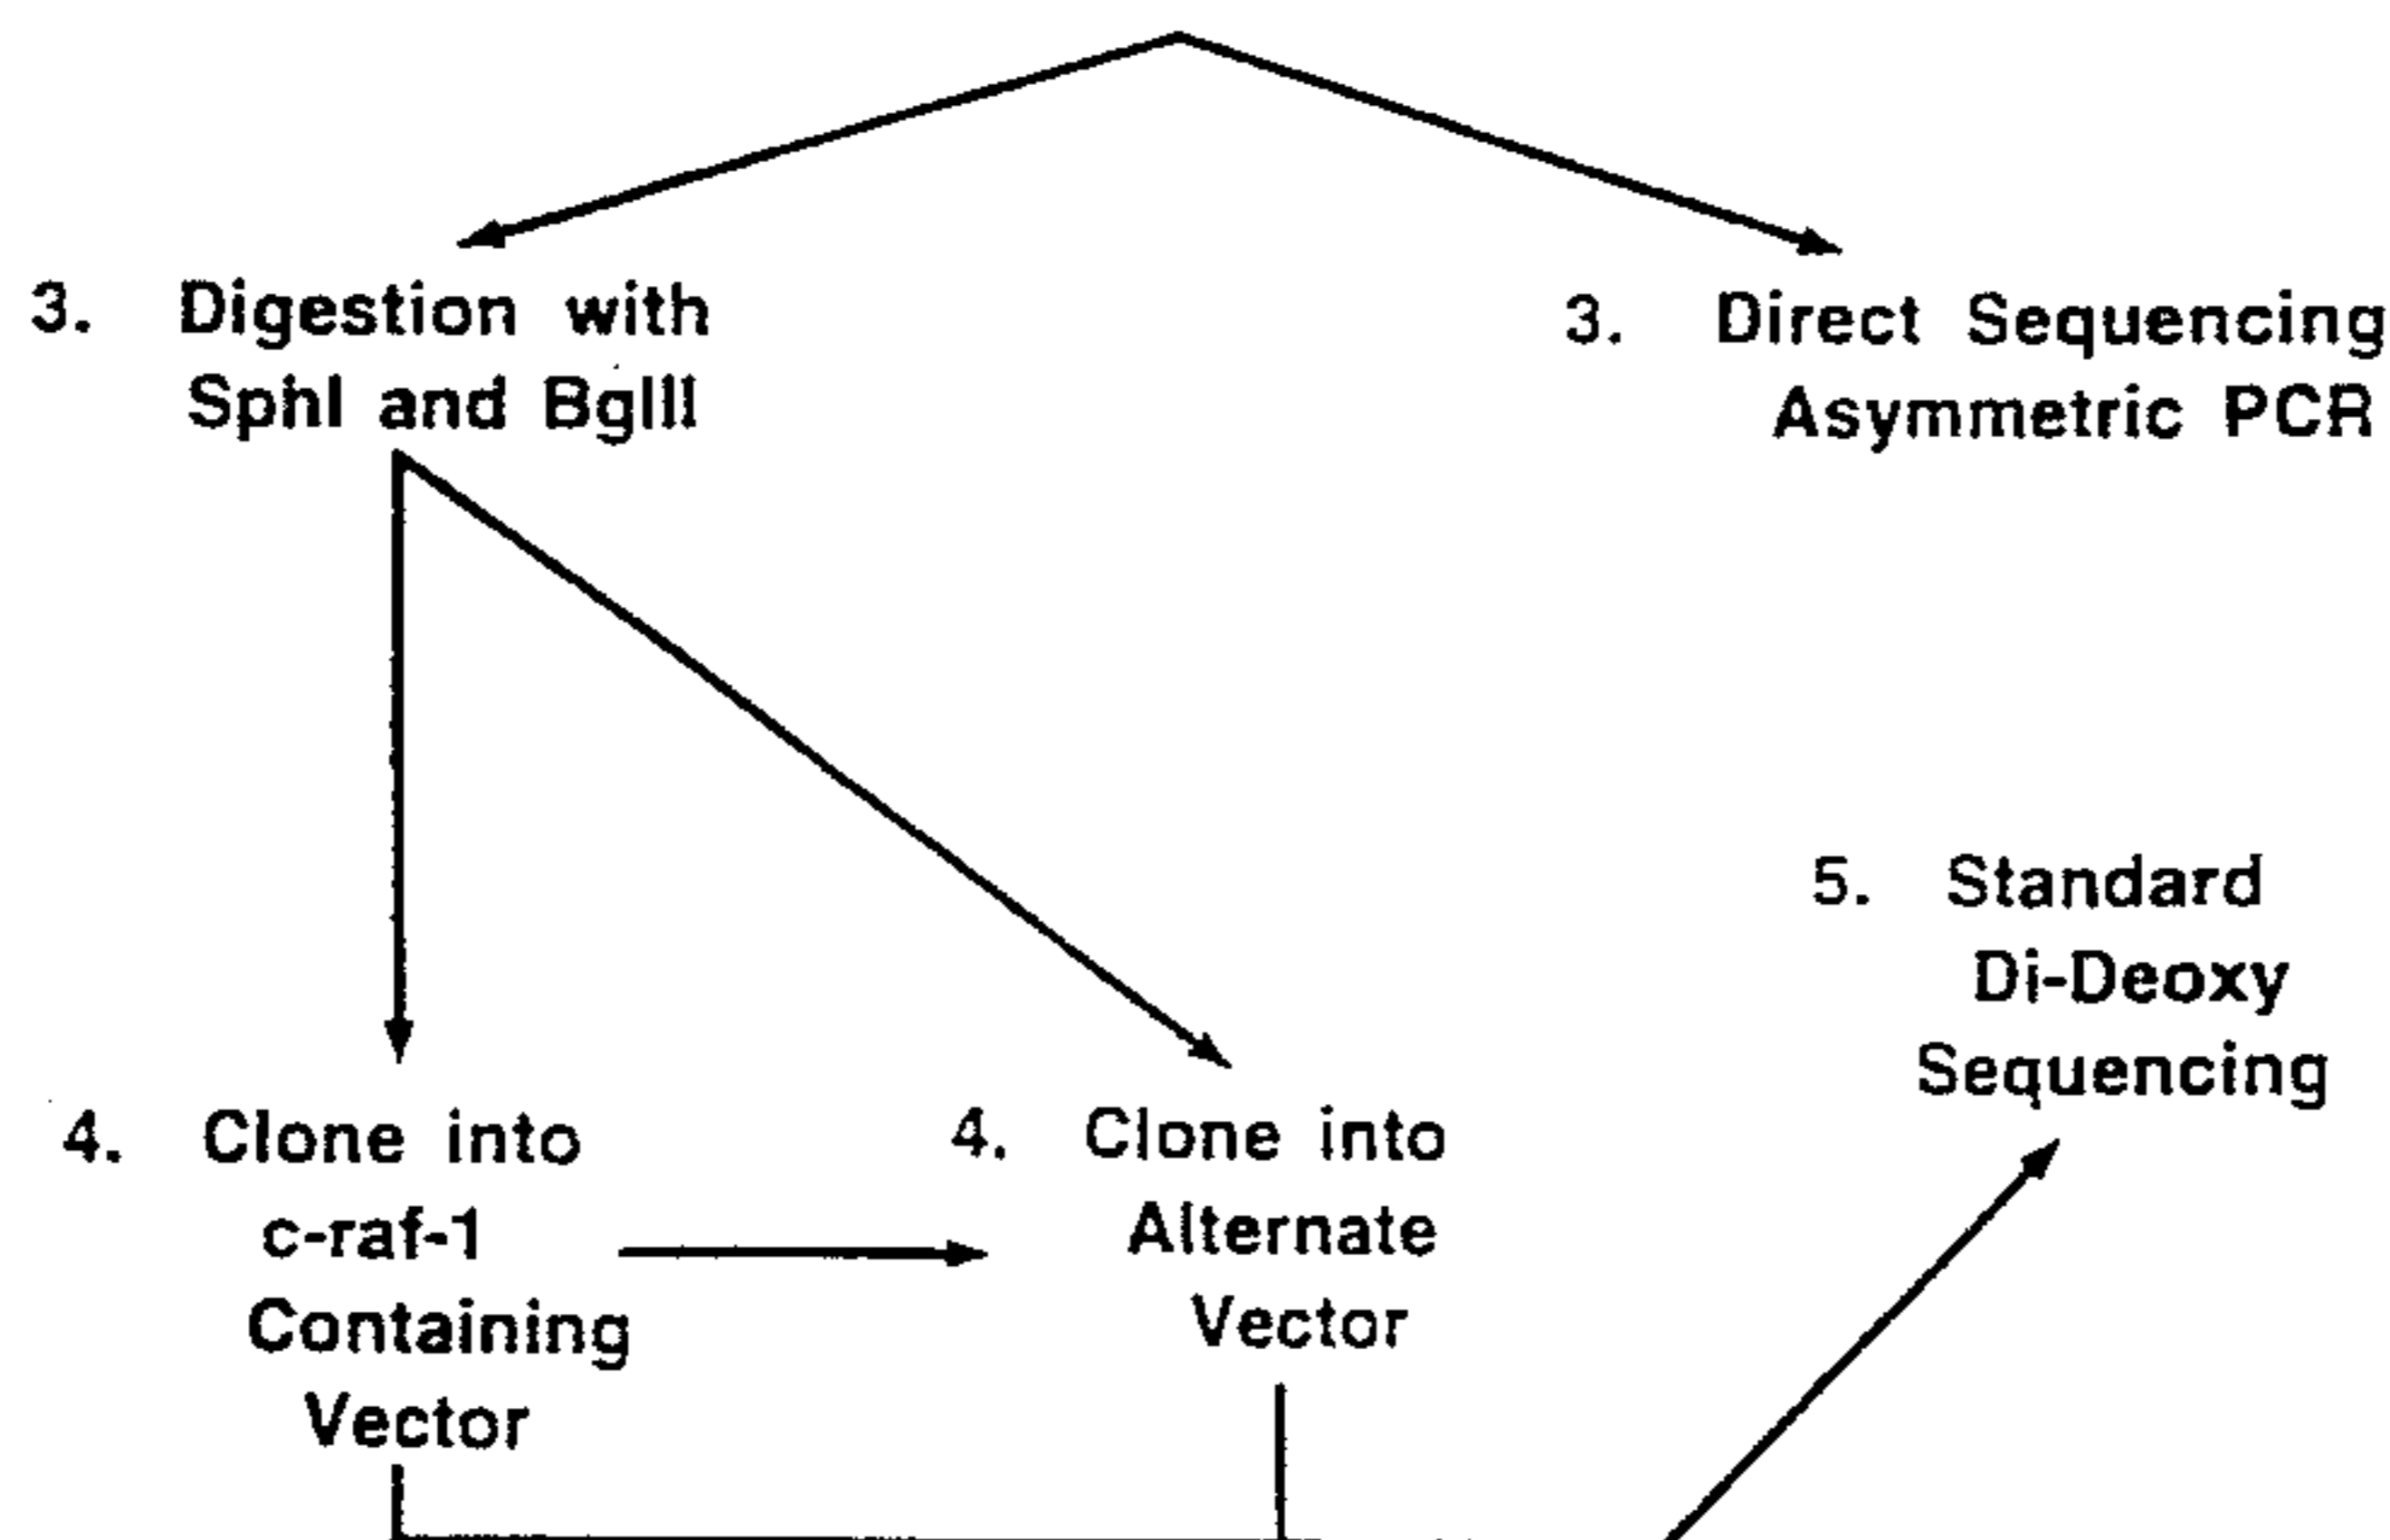 3. Digestion with
SphI and BglII
3. Direct Sequencing
Asymmetric PCR
5. Standard
Di-Deoxy
Sequencing
4. Clone into
c-raf-1
Containing
Vector
4. Clone into
Alternate
Vector